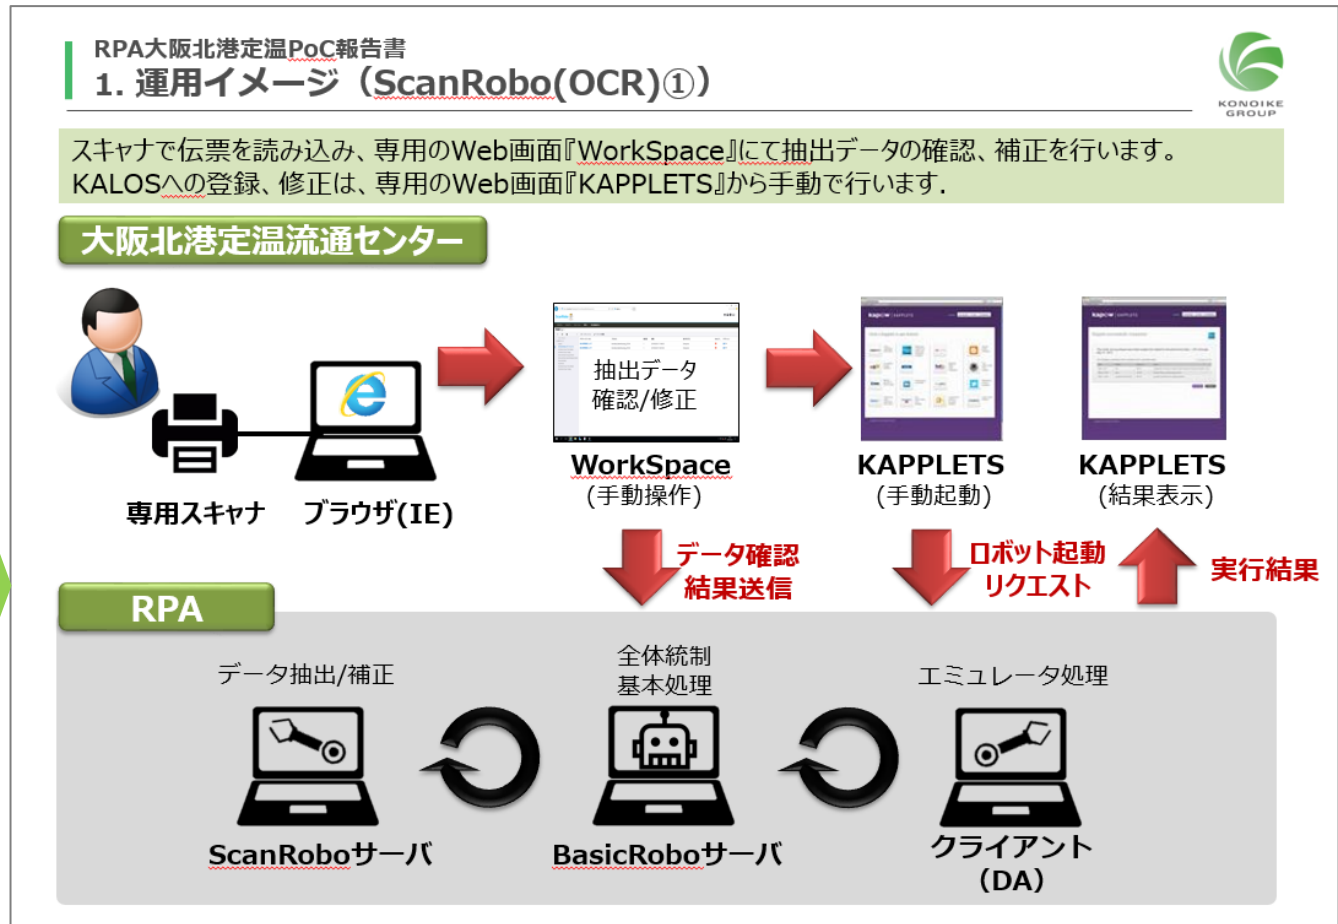 RPA大阪北港定温PoC報告書
1. 運用イメージ（ScanRobo(OCR)①）
KONOIKE
GROUP
スキャナで伝票を読み込み、専用のWeb画面『WorkSpace』にて抽出データの確認、補正を行います。
KALOSへの登録、修正は、専用のWeb画面『KAPPLETS』から手動で行います.
大阪北港定温流通センター
専用スキャナ
ブラウザ(IE)
抽出データ
確認/修正
WorkSpace
(手動操作)
kapow KAPPLETS
KAPPLETS
(手動起動)
kapow KAPPLETS
KAPPLETS
(結果表示)
データ確認
結果送信
ロボット起動
リクエスト
実行結果
RPA
データ抽出/補正
ScanRoboサーバ
全体統制
基本処理
BasicRoboサーバ
エミュレータ処理
クライアント
（DA）